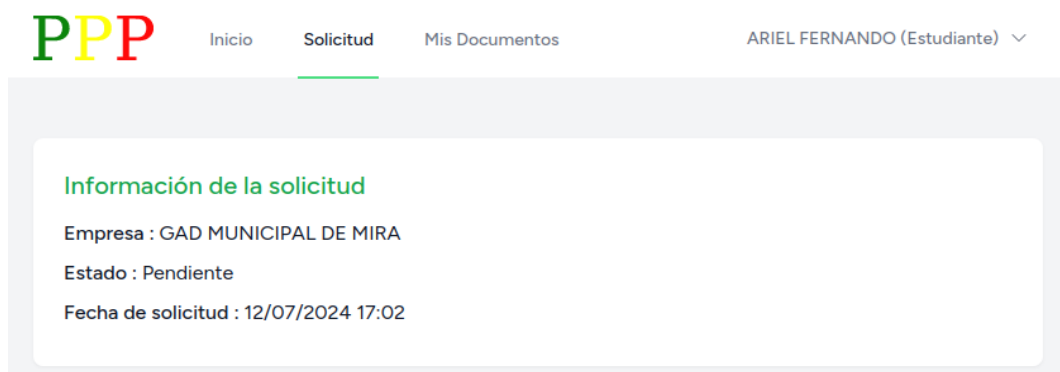 PPP Inicio Solicitud Mis Documentos ARIEL FERNANDO (Estudiante)
Información de la solicitud
Empresa : GAD MUNICIPAL DE MIRA
Estado : Pendiente
Fecha de solicitud : 12/07/2024 17:02